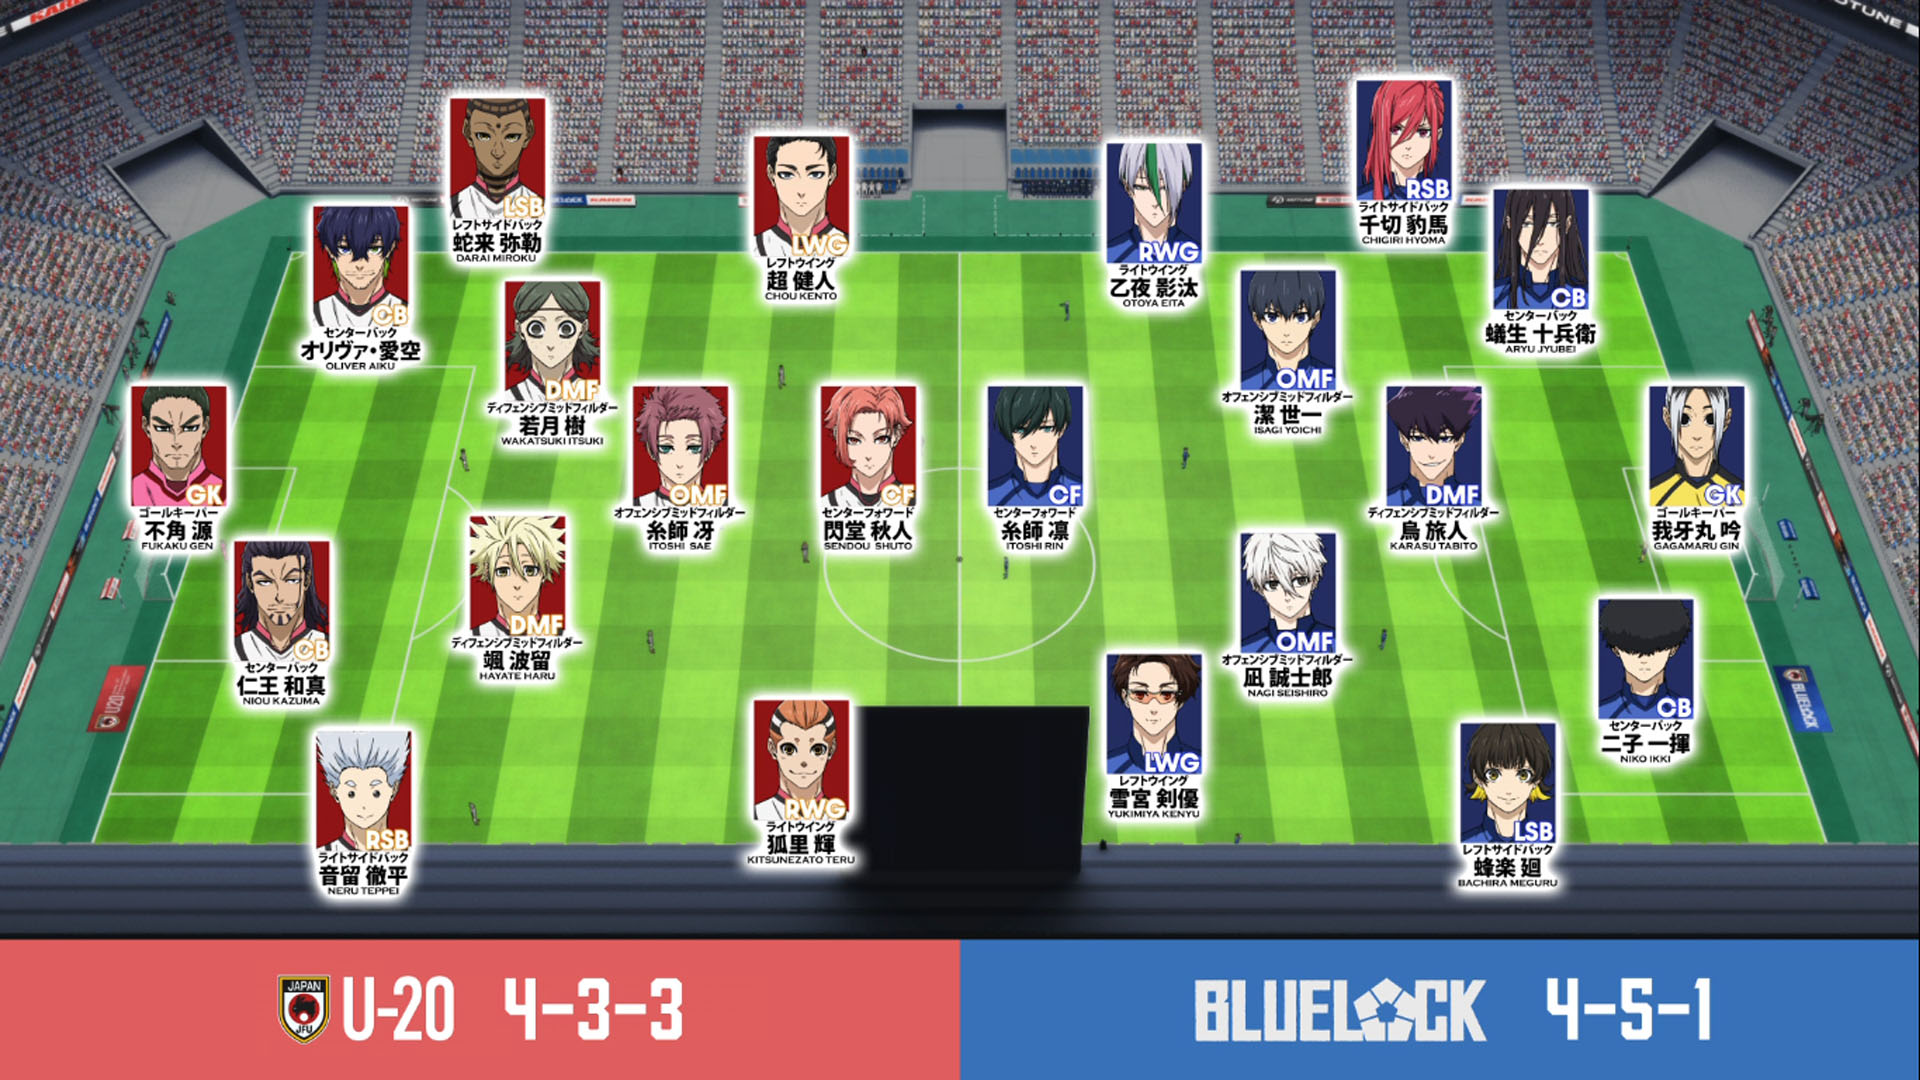 LSB
レフトサイドバック
蛇来 弥勒
DARAI MIROKU
LWG
レフトウイング
超 健人
CHOU KENTO
RWG
ライトウイング
乙夜 影汰
OTOYA EITA
RSB
ライトサイドバック
千切 豹馬
CHIGIRI HYOMA
CB
センターバック
オリヴァ・愛空
OLIVER AIKU
CB
センターバック
蟻生 十兵衛
ARYU JYUBEI
DMF
ディフェンシブミッドフィルダー
若月 樹
WAKATSUKI ITSUKI
OMF
オフェンシブミッドフィルダー
潔 世一
ISAGI YOICHI
GK
ゴールキーパー
不角 源
FUKAKU GEN
OMF
オフェンシブミッドフィルダー
糸師 冴
ITOSHI SAE
CF
センターフォワード
閃堂 秋人
SENDOU SHUTO
CF
センターフォワード
糸師 凛
ITOSHI RIN
DMF
ディフェンシブミッドフィルダー
烏 旅人
KARASU TABITO
GK
ゴールキーパー
我牙丸 吟
GAGAMARU GIN
CB
センターバック
仁王 和真
NIOU KAZUMA
DMF
ディフェンシブミッドフィルダー
颯 波留
HAYATE HARU
OMF
オフェンシブミッドフィルダー
凪 誠士郎
NAGI SEISHIRO
CB
センターバック
二子 一揮
NIKO IKKI
RSB
ライトサイドバック
音留 徹平
NERU TEPPEI
RWG
ライトウイング
狐里 輝
KITSUNEZATO TERU
LWG
レフトウイング
雪宮 剣優
YUKIMIYA KENYU
LSB
レフトサイドバック
蜂楽 廻
BACHIRA MEGURU
U-20
BLUELOCK
JAPAN
JFU
U-20 4-3-3
BLUELOCK 4-5-1